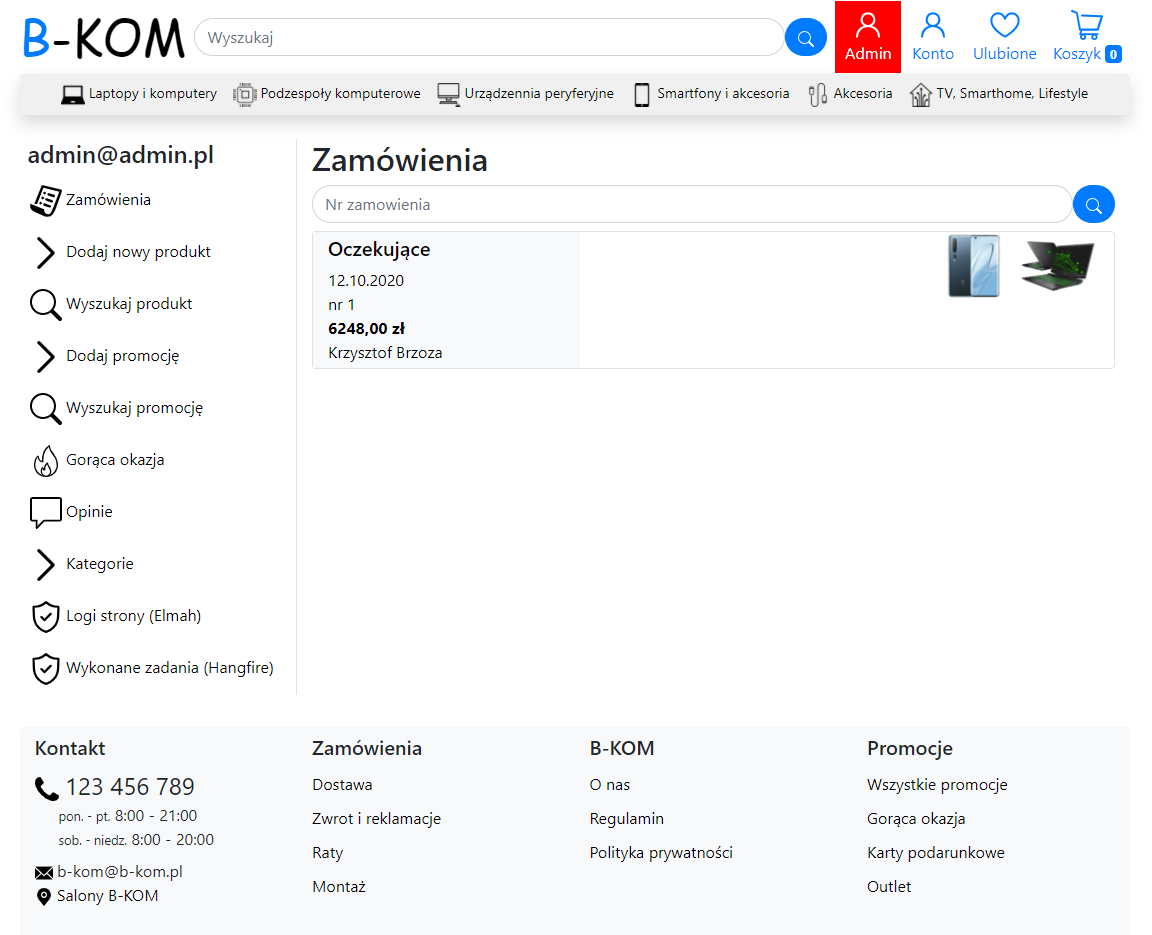 B-KOM
Wyszukaj
Admin
Konto
Ulubione
Koszyk 0
Laptopy i komputery
Podzespoły komputerowe
Urządzennia peryferyjne
Smartfony i akcesoria
Akcesoria
TV, Smarthome, Lifestyle
admin@admin.pl
Zamówienia
Dodaj nowy produkt
Wyszukaj produkt
Dodaj promocję
Wyszukaj promocję
Gorąca okazja
Opinie
Kategorie
Logi strony (Elmah)
Wykonane zadania (Hangfire)
Zamówienia
Nr zamowienia
Oczekujące
12.10.2020
nr 1
6248,00 zł
Krzysztof Brzoza
Kontakt
123 456 789
pon. - pt. 8:00 - 21:00
sob. - niedz. 8:00 - 20:00
b-kom@b-kom.pl
Salony B-KOM
Zamówienia
Dostawa
Zwrot i reklamacje
Raty
Montaż
B-KOM
O nas
Regulamin
Polityka prywatności
Promocje
Wszystkie promocje
Gorąca okazja
Karty podarunkowe
Outlet